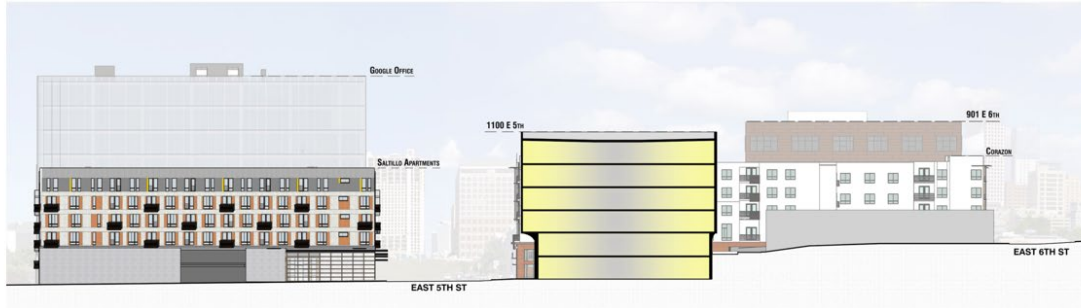 GOOGLE OFFICE
SALTILLO APARTMENTS
1100 E 5TH
901 E 6TH
CORAZON
EAST 5TH ST
EAST 6TH ST